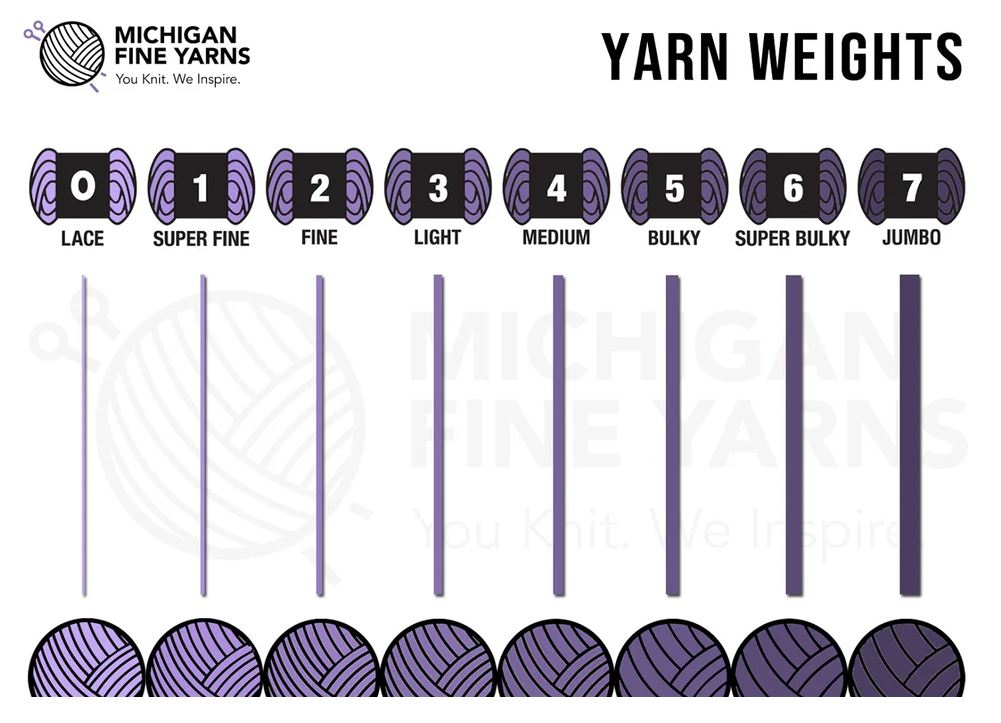 MICHIGAN
FINE YARNS
You Knit. We Inspire.
YARN WEIGHTS
0 1 2 3 4 5 6 7
LACE SUPER FINE FINE LIGHT MEDIUM BULKY SUPER BULKY JUMBO
MICHIGAN
FINE YARNS
You Knit. We Inspire.